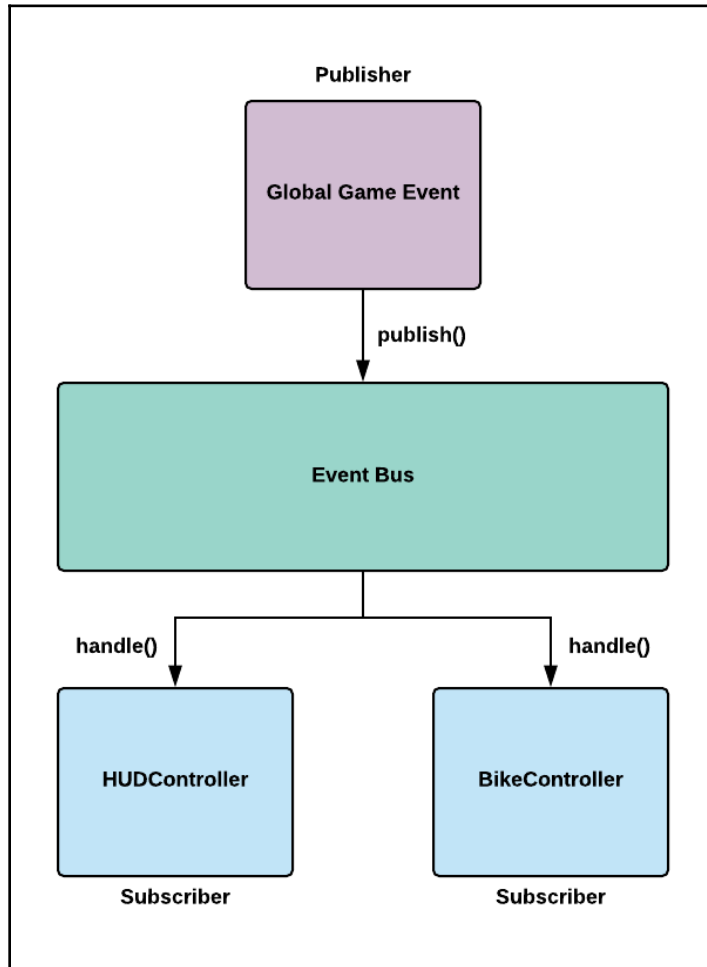 Publisher
Global Game Event
publish()
Event Bus
handle()
handle()
HUDController
BikeController
Subscriber
Subscriber